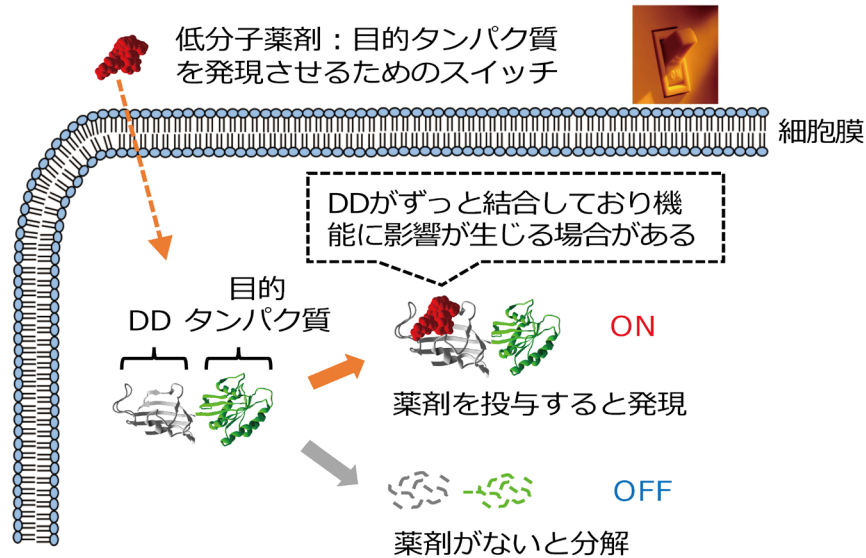 低分子薬剤：目的タンパク質
を発現させるためのスイッチ
細胞膜
DDがずっと結合しており機
能に影響が生じる場合がある
目的
DD タンパク質
ON
薬剤を投与すると発現
OFF
薬剤がないと分解